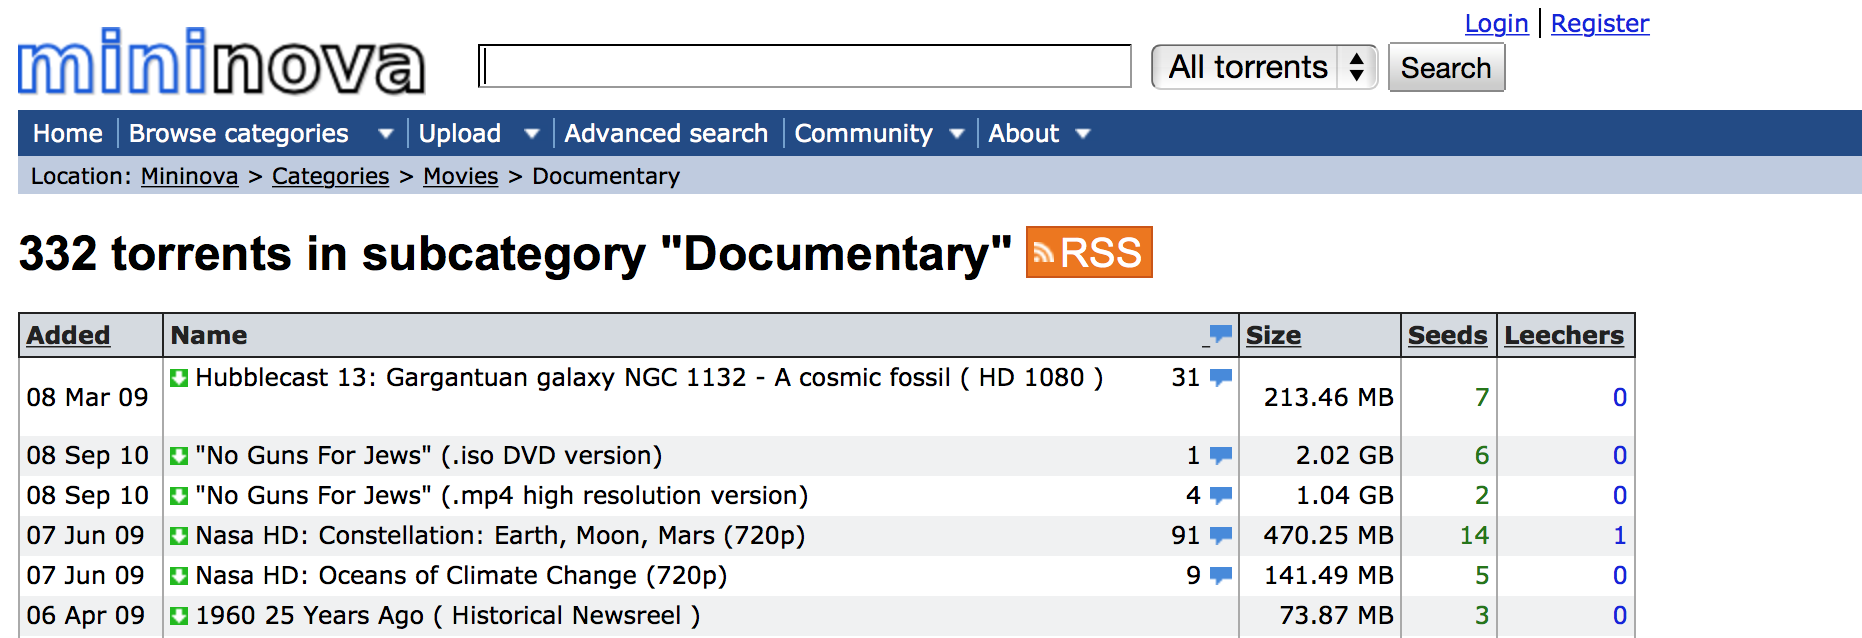 Login | Register
mininova
All torrents Search
Home Browse categories Upload Advanced search Community About
Location: Mininova > Categories > Movies > Documentary
332 torrents in subcategory "Documentary" RSS
Added Name Size Seeds Leechers
08 Mar 09 Hubblecast 13: Gargantuan galaxy NGC 1132 - A cosmic fossil ( HD 1080 ) 31 213.46 MB 7 0
08 Sep 10 "No Guns For Jews" (.iso DVD version) 1 2.02 GB 6 0
08 Sep 10 "No Guns For Jews" (.mp4 high resolution version) 4 1.04 GB 2 0
07 Jun 09 Nasa HD: Constellation: Earth, Moon, Mars (720p) 91 470.25 MB 14 1
07 Jun 09 Nasa HD: Oceans of Climate Change (720p) 9 141.49 MB 5 0
06 Apr 09 1960 25 Years Ago ( Historical Newsreel ) 73.87 MB 3 0